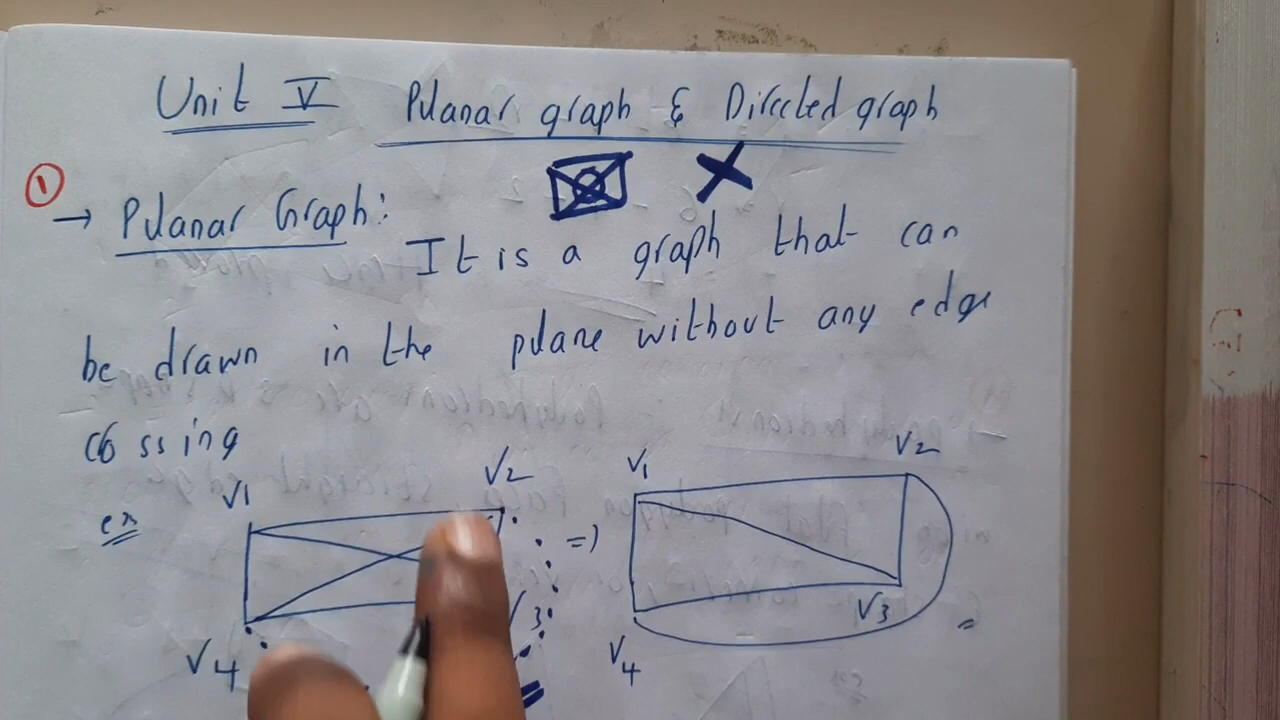 Unit V Planar graph & Directed graph
① → Planar Graph: It is a graph that can
be drawn in the plane without any edge
crossing
ex V1 V2 V3 V4 => V1 V2 V3 V4